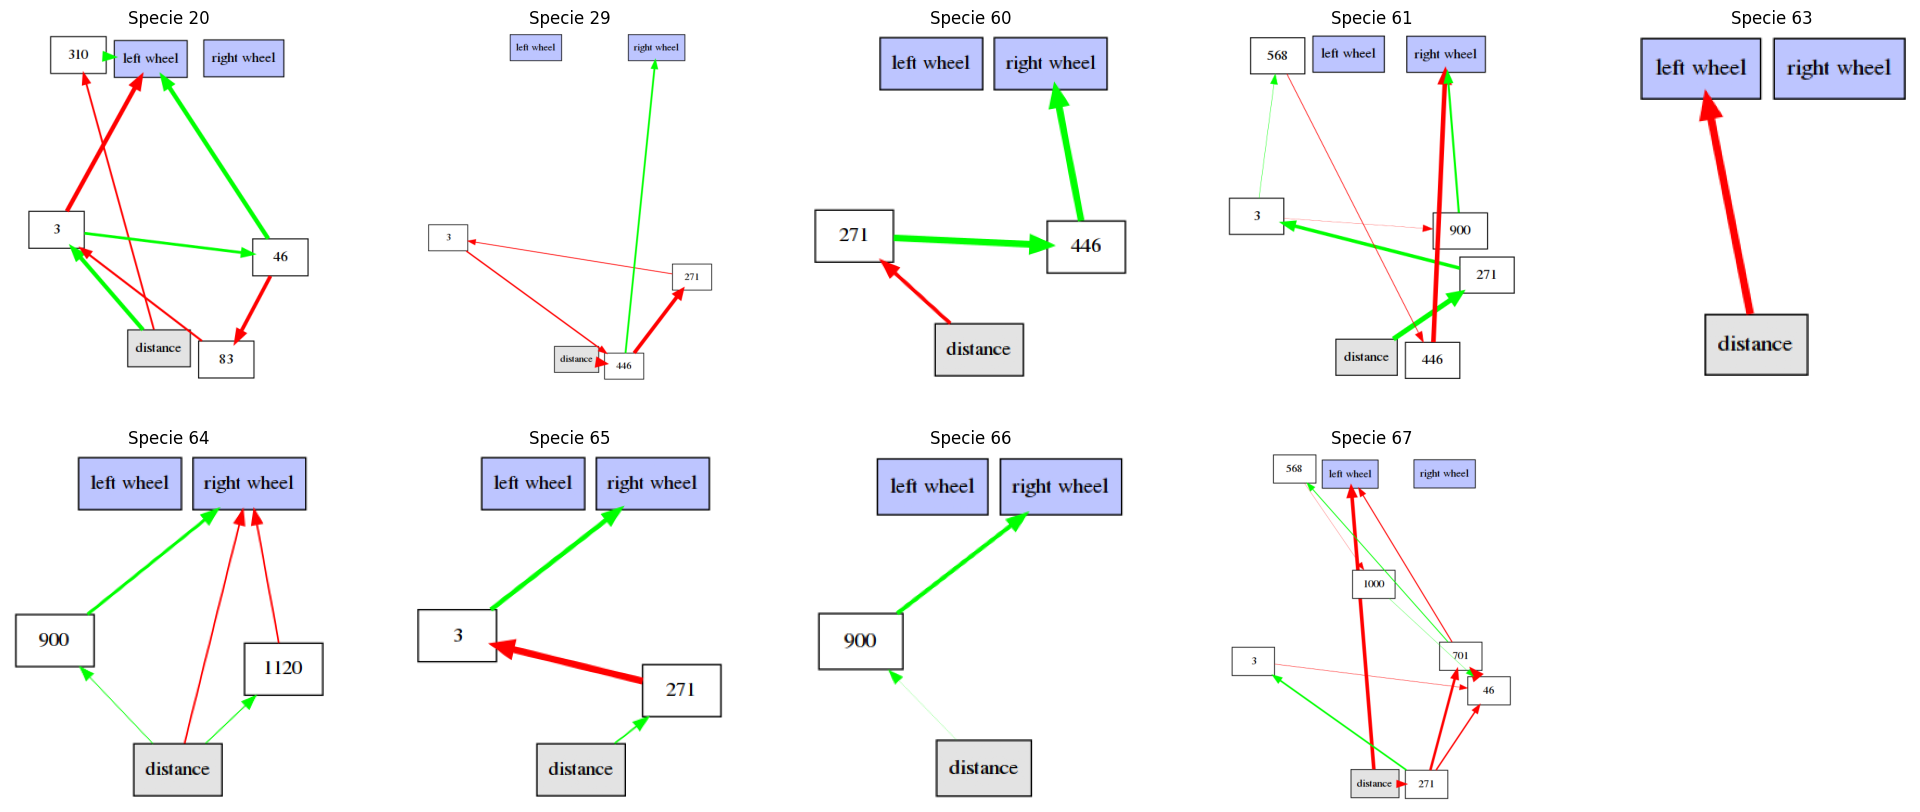 Specie 20
310
left wheel
right wheel
3
46
distance
83
Specie 29
left wheel
right wheel
3
271
distance
446
Specie 60
left wheel
right wheel
271
446
distance
Specie 61
568
left wheel
right wheel
3
900
271
distance
446
Specie 63
left wheel
right wheel
distance
Specie 64
left wheel
right wheel
900
1120
distance
Specie 65
left wheel
right wheel
3
271
distance
Specie 66
left wheel
right wheel
900
distance
Specie 67
568
left wheel
right wheel
1000
3
701
46
distance
271